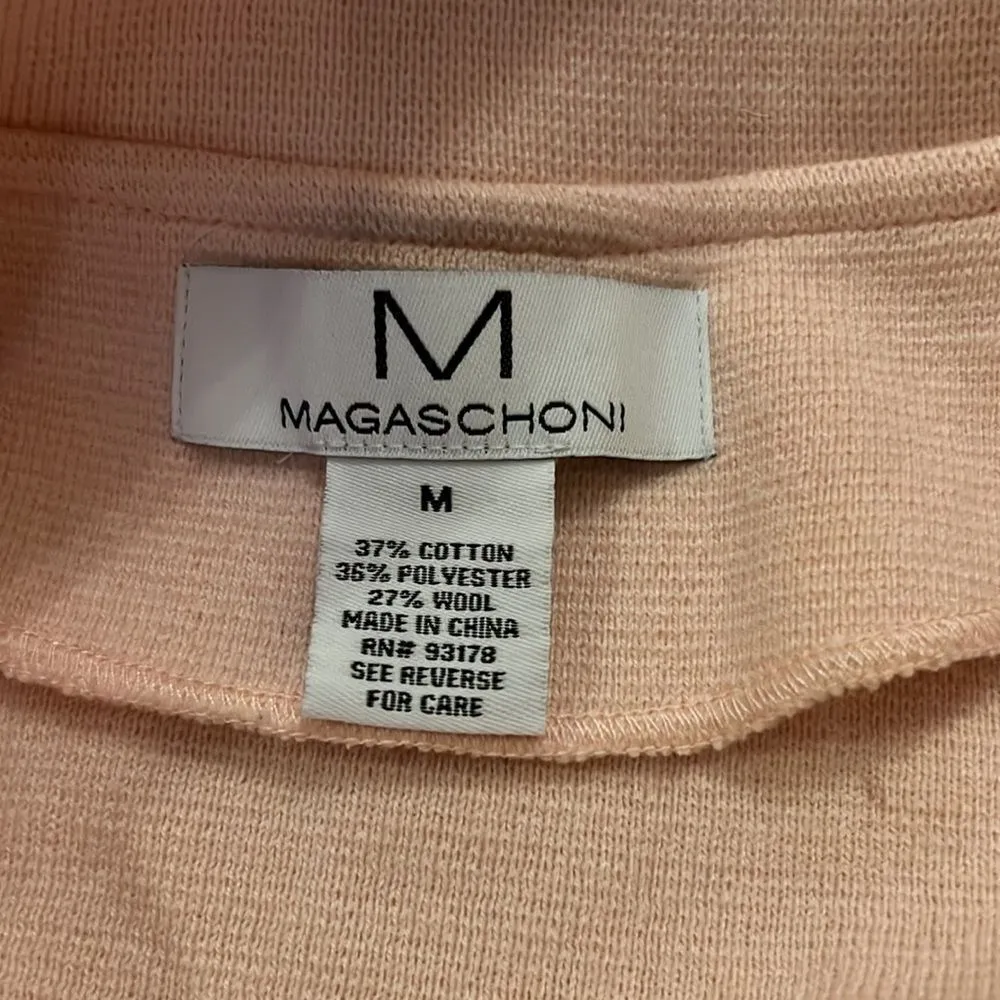 M
MAGASCHONI
M
37% COTTON
36% POLYESTER
27% WOOL
MADE IN CHINA
RN# 93178
SEE REVERSE
FOR CARE